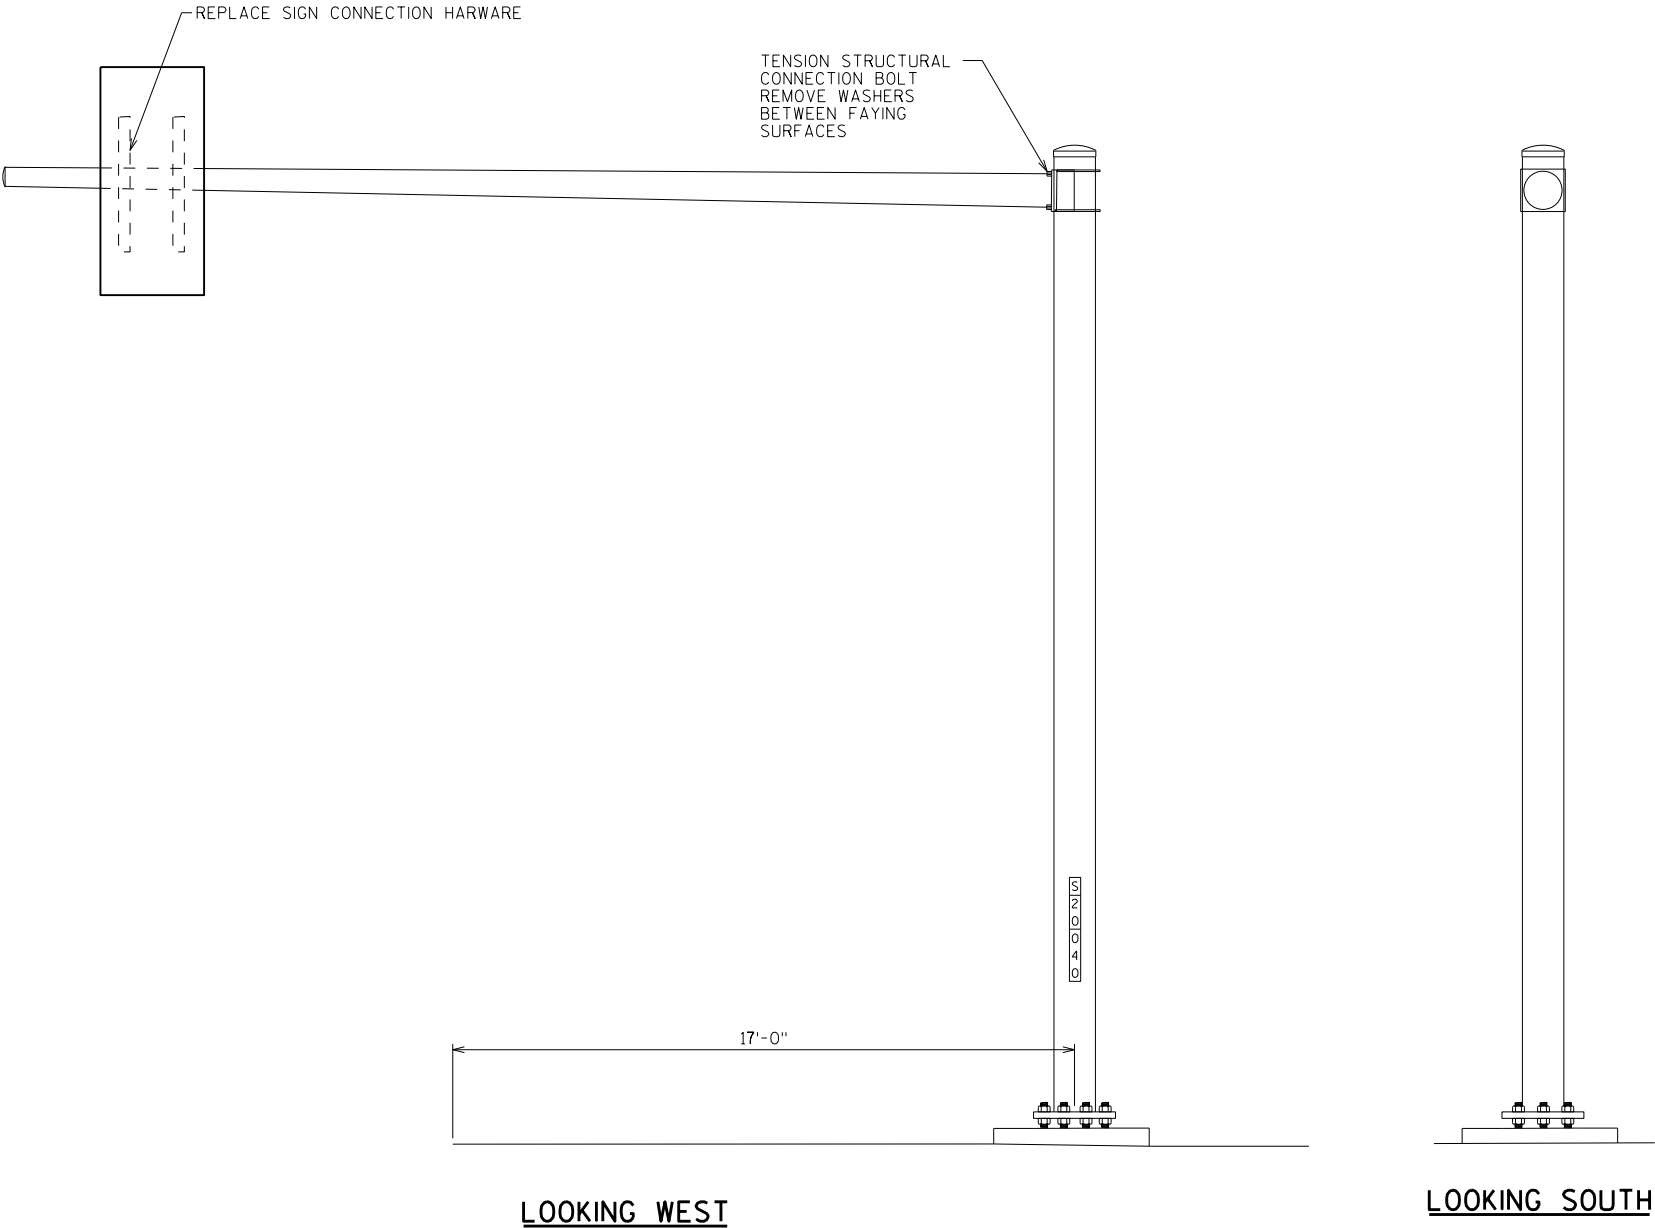 REPLACE SIGN CONNECTION HARWARE
TENSION STRUCTURAL
CONNECTION BOLT
REMOVE WASHERS
BETWEEN FAYING
SURFACES
S
2
0
0
4
0
17'-0"
LOOKING WEST
LOOKING SOUTH